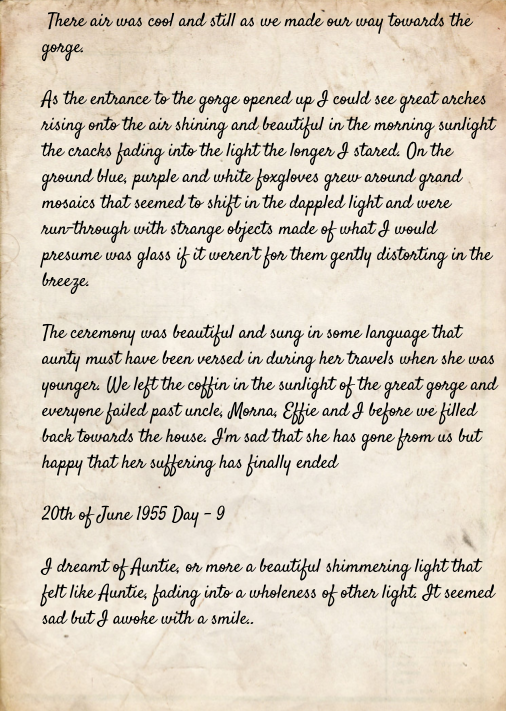 There air was cool and still as we made our way towards the
gorge.
As the entrance to the gorge opened up I could see great arches
rising onto the air shining and beautiful in the morning sunlight
the cracks fading into the light the longer I stared. On the
ground blue, purple and white foxgloves grew around grand
mosaics that seemed to shift in the dappled light and were
run-through with strange objects made of what I would
presume was glass if it weren't for them gently distorting in the
breeze.
The ceremony was beautiful and sung in some language that
aunty must have been versed in during her travels when she was
younger. We left the coffin in the sunlight of the great gorge and
everyone failed past uncle, Morna, Effie and I before we filled
back towards the house. I'm sad that she has gone from us but
happy that her suffering has finally ended
20th of June 1955 Day - 9
I dreamt of Auntie, or more a beautiful shimmering light that
felt like Auntie, fading into a wholeness of other light. It seemed
sad but I awoke with a smile..